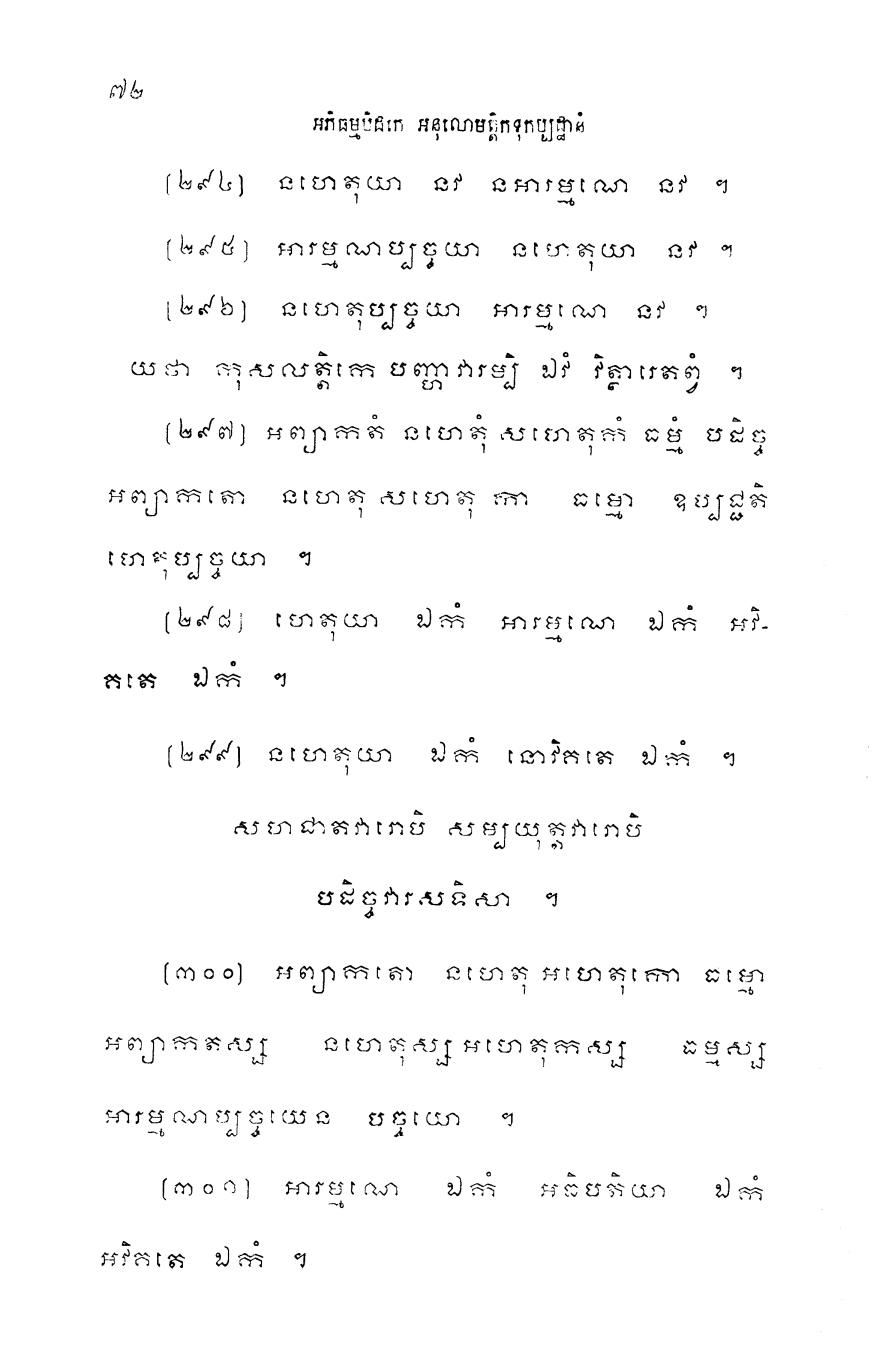 ៧២
អភិធម្មបិដកេ អនុលោមត្តិកទុកប្បដ្ឋានំ
[២៩៤] នហេតុយា នវ នអារម្មណេ នវ ។
[២៩៥] អារម្មណប្បច្ចយា នហេតុយា នវ ។
[២៩៦] នហេតុប្បច្ចយា អារម្មណេ នវ ។
យថា កុសលត្តិកេ បញ្ហាវារម្បិ ឯវំ វិត្ថារេតព្វំ ។
[២៩៧] អព្យាកតំ នហេតុំ សហេតុកំ ធម្មំ បដិច្ច
អព្យាកតោ នហេតុ សហេតុកោ ធម្មោ ឧប្បជ្ជតិ
ហេតុប្បច្ចយា ។
[២៩៨] ហេតុយា ឯកំ អារម្មណេ ឯកំ អវិ-
គតេ ឯកំ ។
[២៩៩] នហេតុយា ឯកំ នោវិគតេ ឯកំ ។
សហជាតវារោបិ សម្បយុត្តវារោបិ
បដិច្ចវារសទិសា ។
[៣០០] អព្យាកតោ នហេតុ អហេតុកោ ធម្មោ
អព្យាកតស្ស នហេតុស្ស អហេតុកស្ស ធម្មស្ស
អារម្មណប្បច្ចយេន បច្ចយោ ។
[៣០១] អារម្មណេ ឯកំ អធិបតិយា ឯកំ
អវិគតេ ឯកំ ។